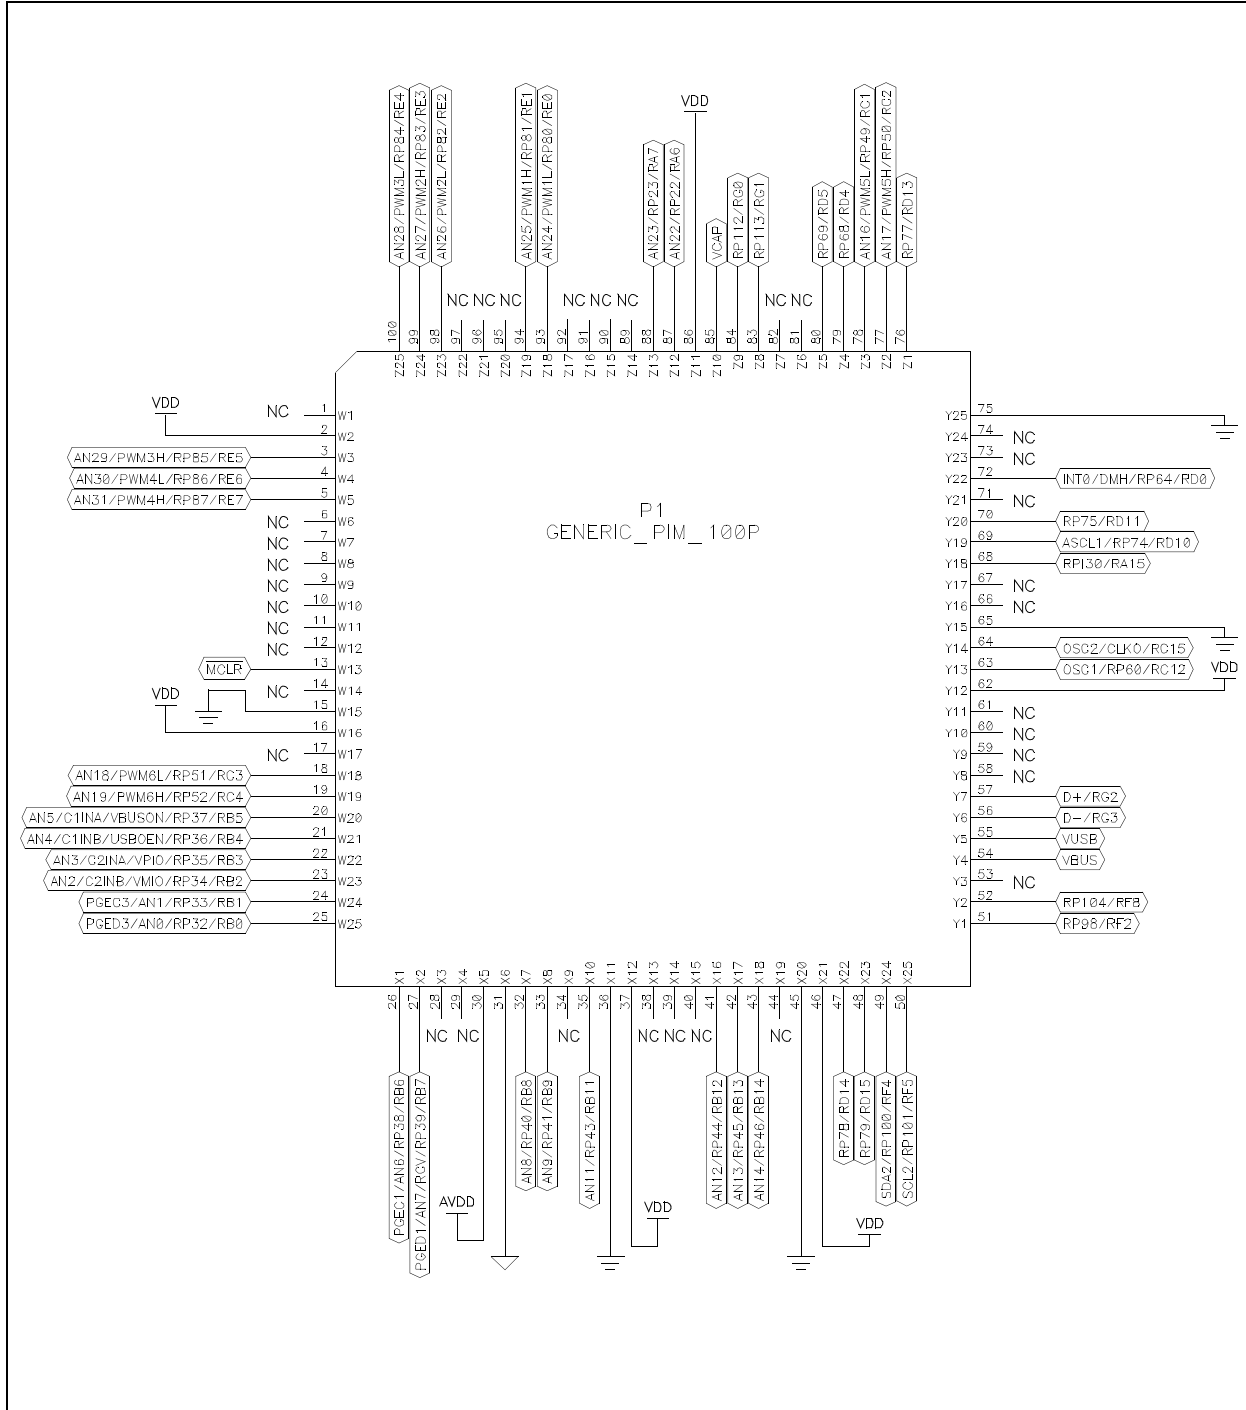 AN28/PWM3L/RP84/RE4
AN27/PWM2H/RP83/RE3
AN26/PWM2L/RP82/RE2
AN25/PWM1H/RP81/RE1
AN24/PWM1L/RP80/RE0
AN23/RP23/RA7
AN22/RP22/RA6
VDD
VCAP
RP112/RG0
RP113/RG1
RP69/RD5
RP68/RD4
AN16/PWM5L/RP49/RC1
AN17/PWM5H/RP50/RC2
RP77/RD13
NC NC NC NC NC NC NC NC NC
100 99 98 97 96 95 94 93 92 91 90 89 88 87 86 85 84 83 82 81 80 79 78 77 76
Z25 Z24 Z23 Z22 Z21 Z20 Z19 Z18 Z17 Z16 Z15 Z14 Z13 Z12 Z11 Z10 Z9 Z8 Z7 Z6 Z5 Z4 Z3 Z2 Z1
P1
GENERIC_PIM_100P
NC 1 W1
VDD 2 W2
AN29/PWM3H/RP85/RE5 3 W3
AN30/PWM4L/RP86/RE6 4 W4
AN31/PWM4H/RP87/RE7 5 W5
NC 6 W6
NC 7 W7
NC 8 W8
NC 9 W9
NC 10 W10
NC 11 W11
NC 12 W12
MCLR 13 W13
NC 14 W14
15 W15
VDD 16 W16
NC 17 W17
AN18/PWM6L/RP51/RC3 18 W18
AN19/PWM6H/RP52/RC4 19 W19
AN5/C1INA/VBUSON/RP37/RB5 20 W20
AN4/C1INB/USBOEN/RP36/RB4 21 W21
AN3/C2INA/VPIO/RP35/RB3 22 W22
AN2/C2INB/VMIO/RP34/RB2 23 W23
PGEC3/AN1/RP33/RB1 24 W24
PGED3/AN0/RP32/RB0 25 W25
Y25 75
Y24 74 NC
Y23 73 NC
Y22 72 INT0/DMH/RP64/RD0
Y21 71 NC
Y20 70 RP75/RD11
Y19 69 ASCL1/RP74/RD10
Y18 68 RPI30/RA15
Y17 67 NC
Y16 66 NC
Y15 65
Y14 64 OSC2/CLKO/RC15
Y13 63 OSC1/RP60/RC12
Y12 62 VDD
Y11 61 NC
Y10 60 NC
Y9 59 NC
Y8 58 NC
Y7 57 D+/RG2
Y6 56 D-/RG3
Y5 55 VUSB
Y4 54 VBUS
Y3 53 NC
Y2 52 RP104/RF8
Y1 51 RP98/RF2
X1 X2 X3 X4 X5 X6 X7 X8 X9 X10 X11 X12 X13 X14 X15 X16 X17 X18 X19 X20 X21 X22 X23 X24 X25
26 27 28 29 30 31 32 33 34 35 36 37 38 39 40 41 42 43 44 45 46 47 48 49 50
NC NC NC NC NC NC NC
PGEC1/AN6/RP38/RB6
PGED1/AN7/RCV/RP39/RB7
AVDD
AN8/RP40/RB8
AN9/RP41/RB9
AN11/RP43/RB11
VDD
AN12/RP44/RB12
AN13/RP45/RB13
AN14/RP46/RB14
VDD
RP78/RD14
RP79/RD15
SDA2/RP100/RF4
SCL2/RP101/RF5